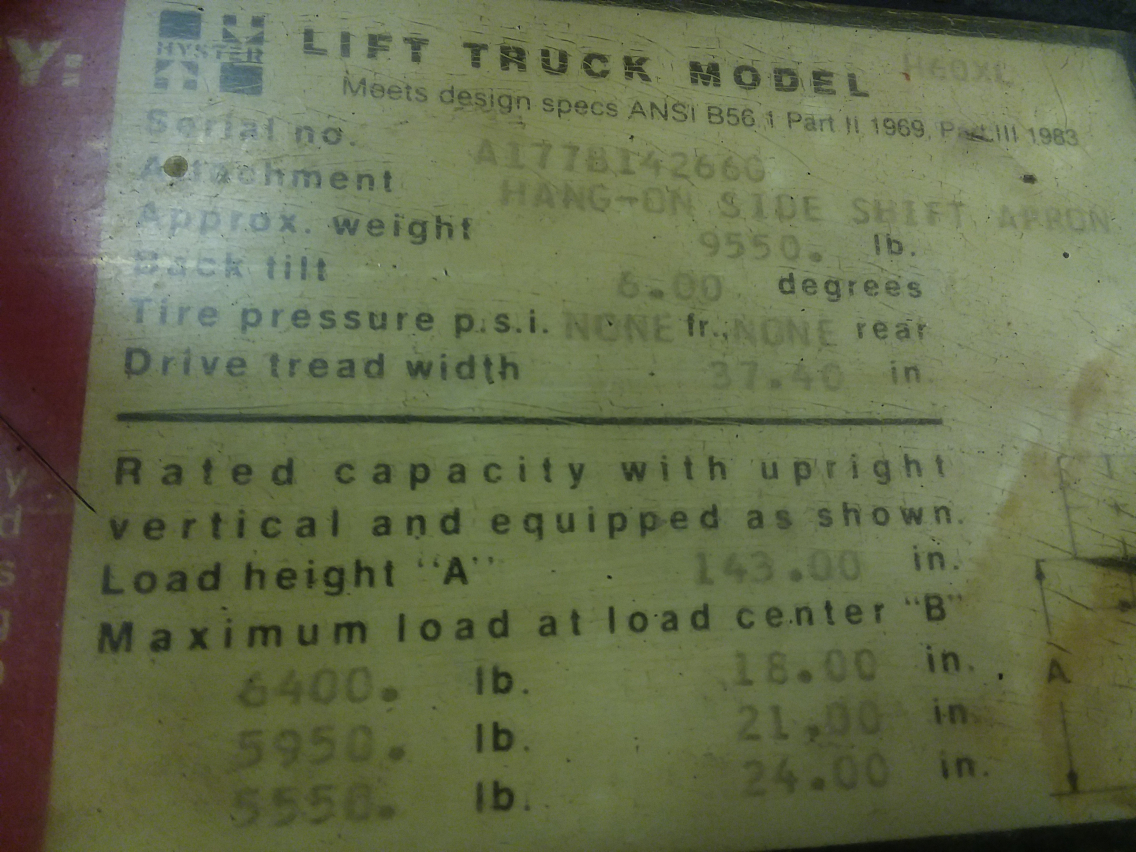 Y:
HYSTER
LIFT TRUCK MODEL H60XL
Meets design specs ANSI B56.1 Part II 1969, Part III 1983
Serial no. A177B14266G
Attachment HANG-ON SIDE SHIFT APRON
Approx. weight 9550. lb.
Back tilt 6.00 degrees
Tire pressure p.s.i. NONE fr., NONE rear
Drive tread width 37.40 in.
Rated capacity with upright
vertical and equipped as shown.
Load height "A" 143.00 in.
Maximum load at load center "B"
6400. lb. 18.00 in.
5950. lb. 21.00 in.
5550. lb. 24.00 in.
A
y
d
s
g